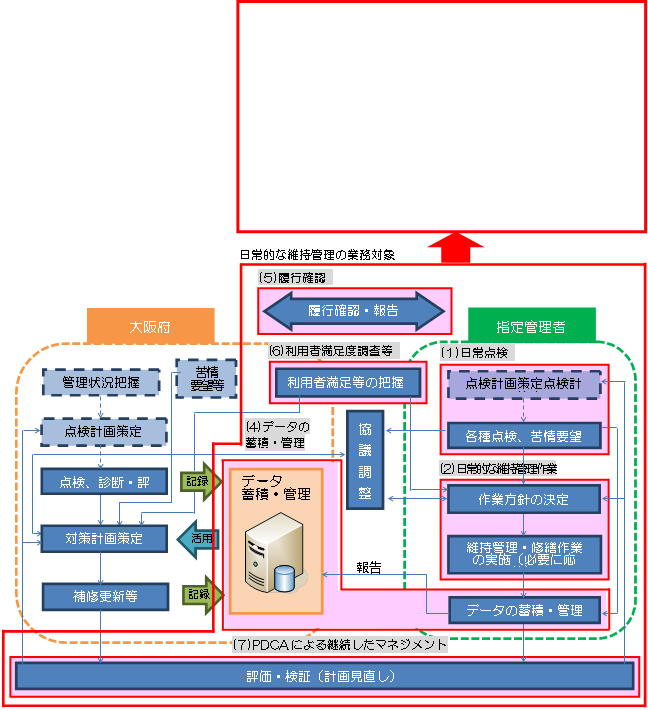 日常的な維持管理の業務対象
(5)履行確認
履行確認・報告
大阪府
指定管理者
(6)利用者満足度調査等
(1)日常点検
管理状況把握
苦情
要望等
利用者満足等の把握
点検計画策定点検計
点検計画策定
(4)データの
蓄積・管理
協議調整
各種点検、苦情要望
(2)日常的な維持管理作業
点検、診断・評
記録
データ
蓄積・管理
作業方針の決定
対策計画策定
活用
維持管理・修繕作業
の実施（必要に応
報告
補修更新等
記録
データの蓄積・管理
(7)PDCAによる継続したマネジメント
評価・検証（計画見直し）